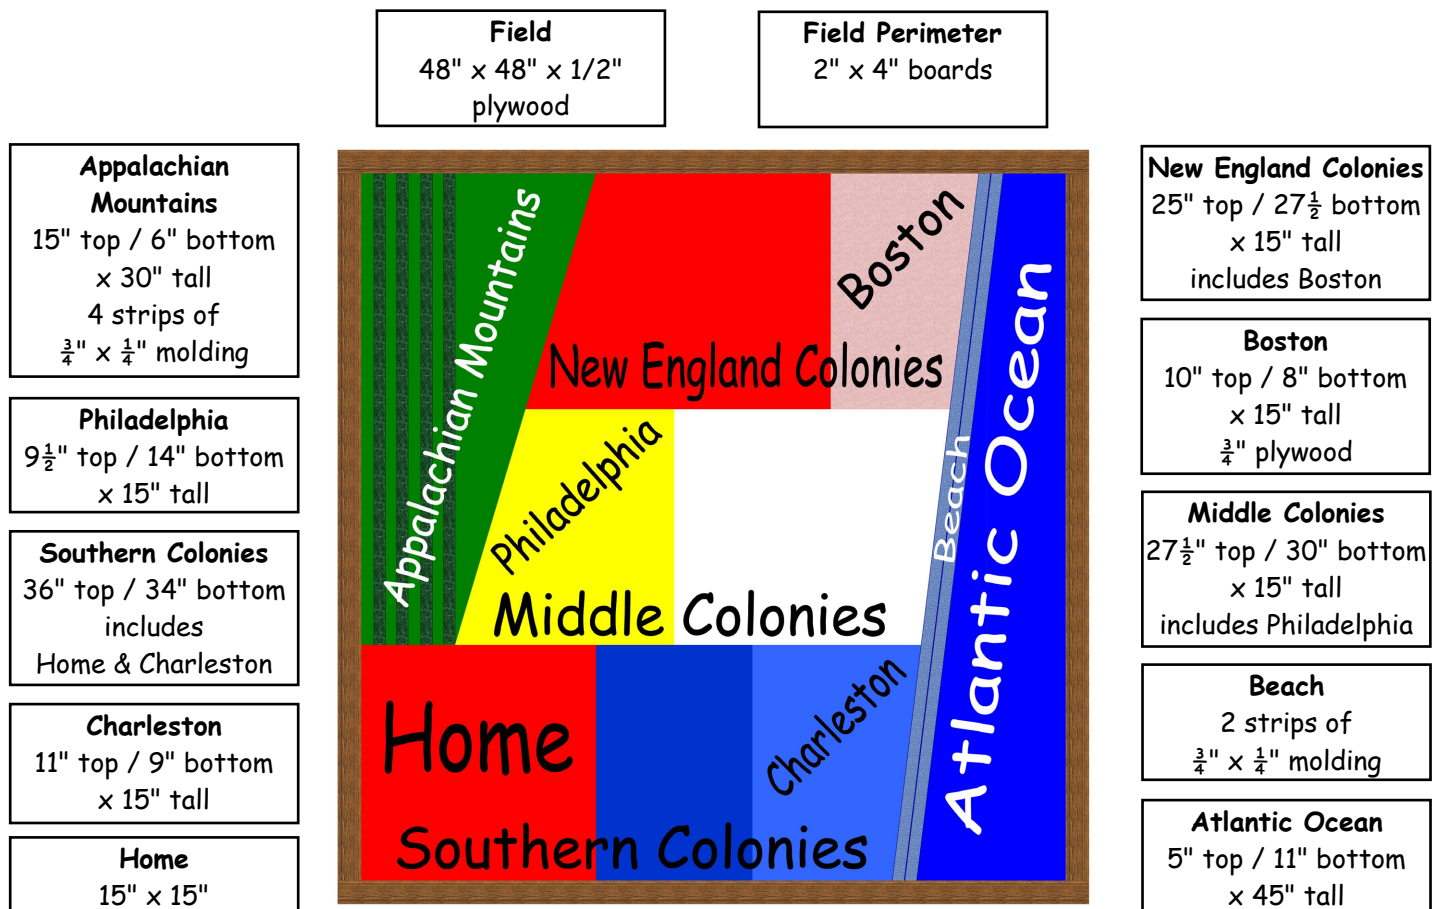 Field
48" x 48" x 1/2"
plywood
Field Perimeter
2" x 4" boards
Appalachian
Mountains
15" top / 6" bottom
x 30" tall
4 strips of
¾" x ¼" molding
Philadelphia
9½" top / 14" bottom
x 15" tall
Southern Colonies
36" top / 34" bottom
includes
Home & Charleston
Charleston
11" top / 9" bottom
x 15" tall
Home
15" x 15"
Appalachian Mountains
Boston
New England Colonies
Philadelphia
Middle Colonies
Beach
Atlantic Ocean
Home
Charleston
Southern Colonies
New England Colonies
25" top / 27½ bottom
x 15" tall
includes Boston
Boston
10" top / 8" bottom
x 15" tall
¾" plywood
Middle Colonies
27½" top / 30" bottom
x 15" tall
includes Philadelphia
Beach
2 strips of
¾" x ¼" molding
Atlantic Ocean
5" top / 11" bottom
x 45" tall